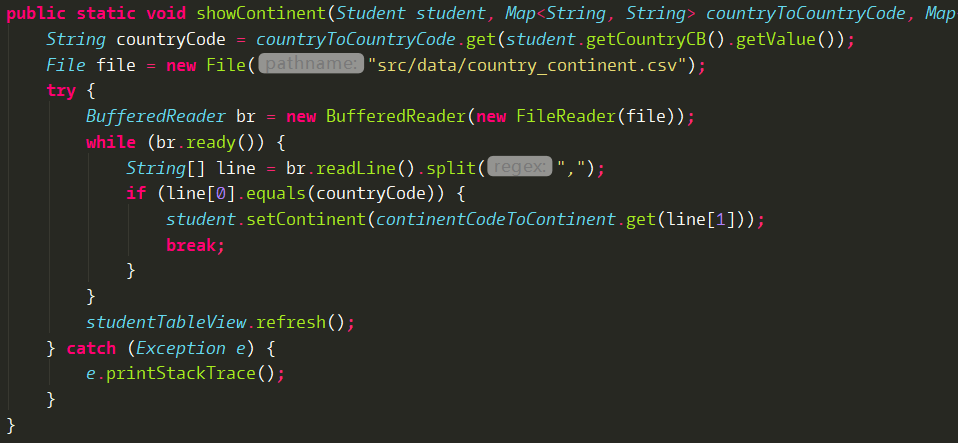 public static void showContinent(Student student, Map<String, String> countryToCountryCode, Map
String countryCode = countryToCountryCode.get(student.getCountryCB().getValue());
File file = new File( pathname: "src/data/country_continent.csv");
try {
BufferedReader br = new BufferedReader(new FileReader(file));
while (br.ready()) {
String[] line = br.readLine().split( regex: ",");
if (line[0].equals(countryCode)) {
student.setContinent(continentCodeToContinent.get(line[1]));
break;
}
}
studentTableView.refresh();
} catch (Exception e) {
e.printStackTrace();
}
}